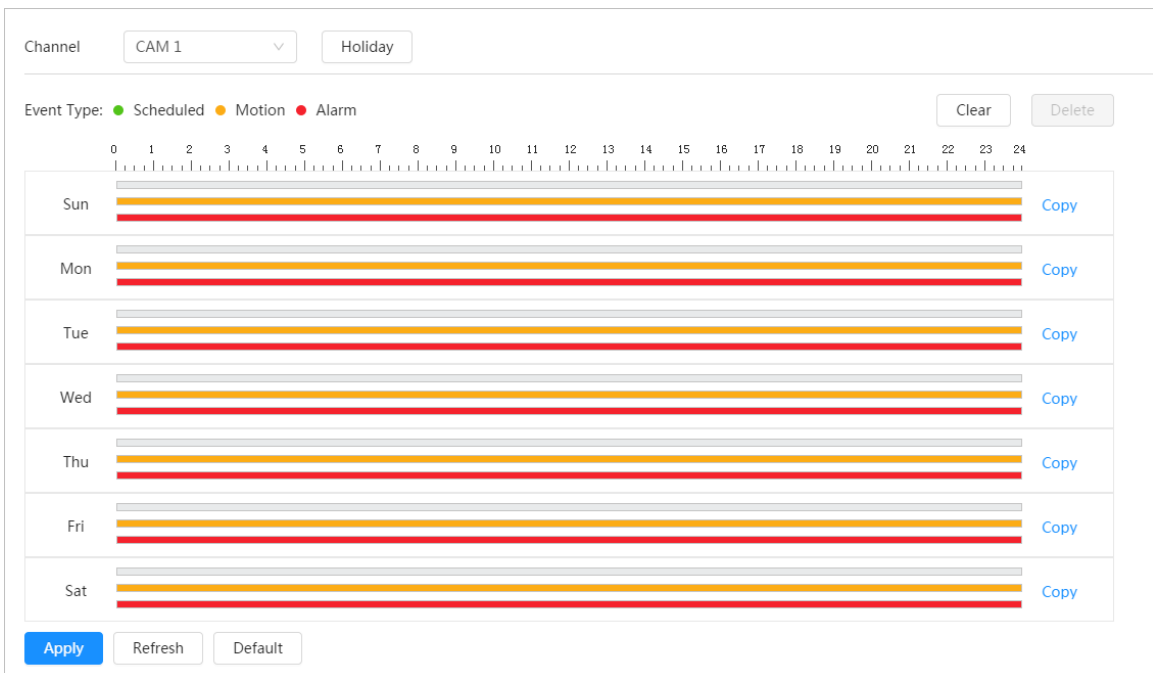 Channel CAM 1 Holiday
Event Type: Scheduled Motion Alarm Clear Delete
0 1 2 3 4 5 6 7 8 9 10 11 12 13 14 15 16 17 18 19 20 21 22 23 24
Sun Copy
Mon Copy
Tue Copy
Wed Copy
Thu Copy
Fri Copy
Sat Copy
Apply Refresh Default